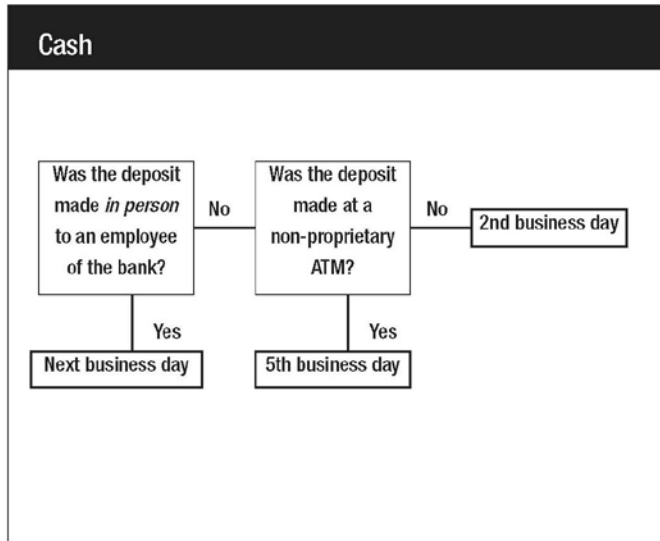 Cash
Was the deposit
made in person
to an employee
of the bank?
No
Was the deposit
made at a
non-proprietary
ATM?
No
2nd business day
Yes
Next business day
Yes
5th business day